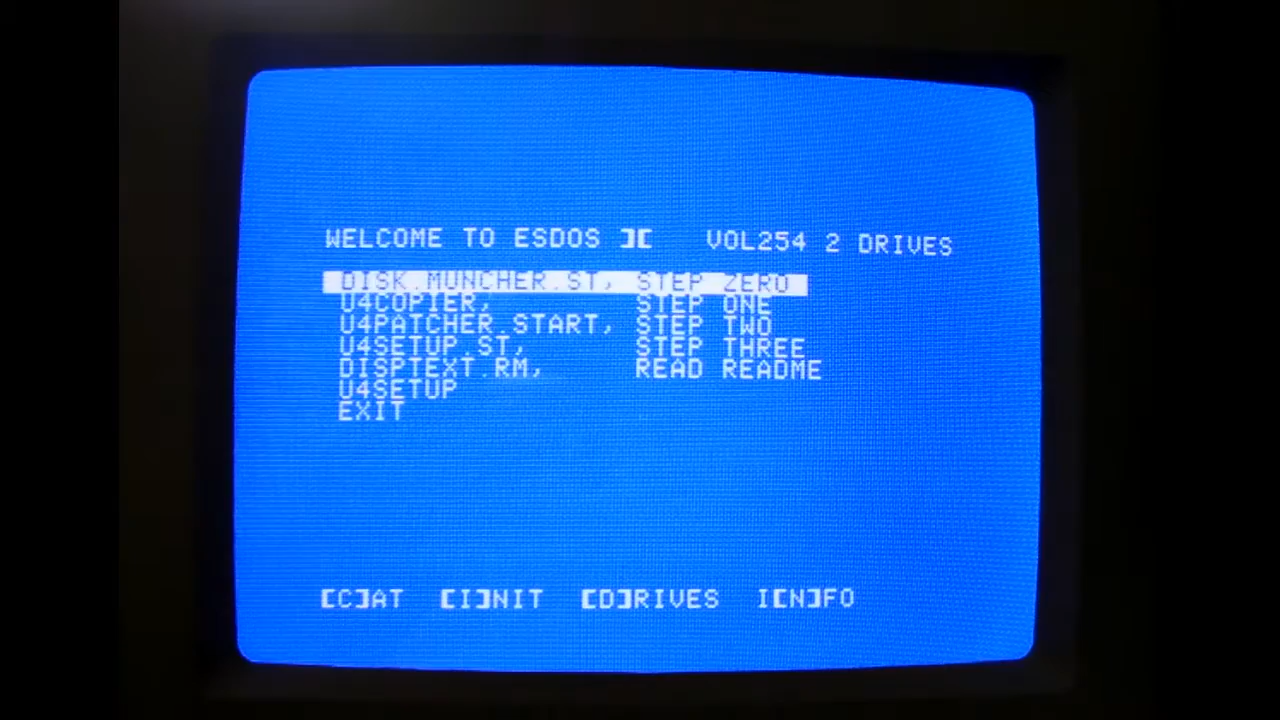 WELCOME TO ESDOS ][ VOL254 2 DRIVES
DISK.MUNCHER.ST, STEP ZERO
U4COPIER, STEP ONE
U4PATCHER.START, STEP TWO
U4SETUP.ST, STEP THREE
DISPTEXT.RM, READ README
U4SETUP
EXIT
[C]AT [I]NIT [D]RIVES I[N]FO